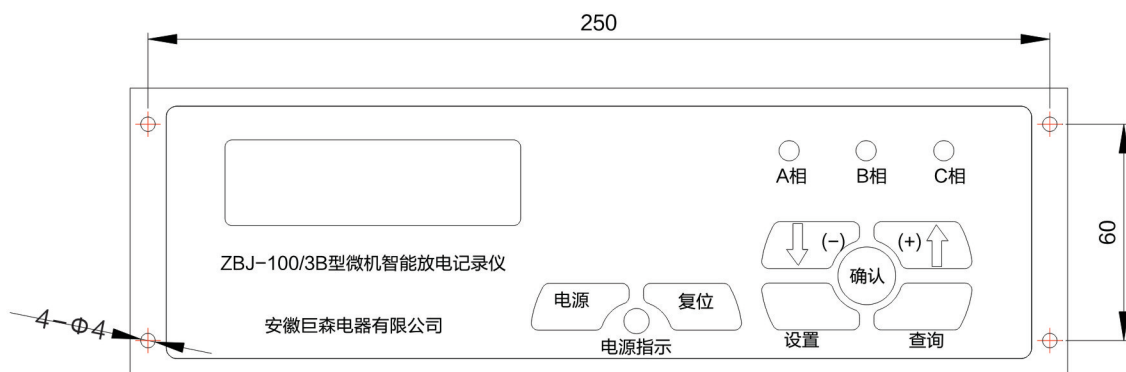 250
A相 B相 C相
60
(-) (+)
ZBJ-100/3B型微机智能放电记录仪
确认
电源 复位
4-Φ4
安徽巨森电器有限公司
设置 查询
电源指示